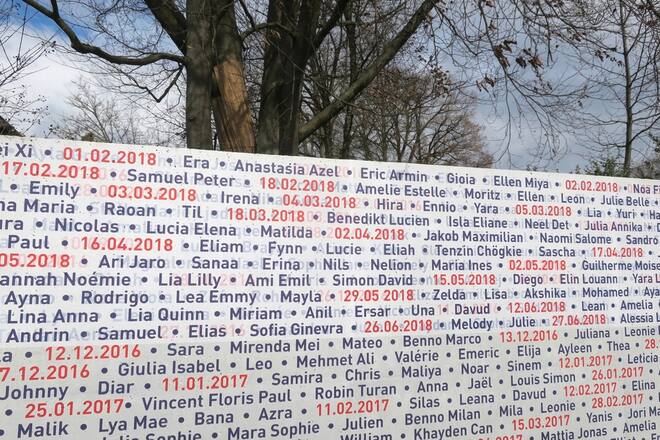 ei Xi • 01.02.2018 • Era • Anastasia Azel • Eric Armin • Gioia • Ellen Miya • 02.02.2018 • Noa Fi
17.02.2018 • Samuel Peter • 18.02.2018 • Amelie Estelle • Moritz • Ellen • Leon • Julie Belle
• Emily • 03.03.2018 • Irena • 04.03.2018 • Hira • Ennio • Yara • 05.03.2018 • Lia • Yuri • Ha
na Maria • Raoan • Til • 18.03.2018 • Benedikt Lucien • Isla Eliane • Neel Det • Julia Annika • D
ura • Nicolas • Lucia Elena • Matilda • 02.04.2018 • Jakob Maximilian • Naomi Salome • Sandro
Paul • 16.04.2018 • Eliam • Fynn • Lucie • Eliah • Tenzin Chögkie • Sascha • 17.04.2018
05.2018 • Ari Jaro • Sanaa • Erina • Nils • Nelion • Maria Ines • 02.05.2018 • Guilherme Moise
annah Noémie • Lia Lilly • Ami Emil • Simon David • 15.05.2018 • Diego • Elin Louann • Yara L
• Ayna • Rodrigo • Lea Emmy • Mayla • 29.05.2018 • Zelda • Lisa • Akshika • Mohamed • Aya
• Lina Anna • Lia Quinn • Miriam • Anil • Ersar • Una • Davud • 12.06.2018 • Lean • Amelia
Andrin • Samuel • Elias • Sofia Ginevra • 26.06.2018 • Melody • Julie • 27.06.2018 • Alessia L
la • 12.12.2016 • Sara • Mirenda Mei • Mateo • Benno Marco • 13.12.2016 • Juliana • Leonie
7.12.2016 • Giulia Isabel • Leo • Mehmet Ali • Valérie • Emeric • Elija • Ayleen • Thea • 28.
Johnny • Diar • 11.01.2017 • Samira • Chris • Maliya • Noar • Sinem • 12.01.2017 • Leticia
• 25.01.2017 • Vincent Floris Paul • Robin Turan • Anna • Jaël • Louis Simon • 26.01.2017
• Malik • Lya Mae • Bana • Azra • 11.02.2017 • Silas • Leana • David • 12.02.2017 • Elina
Maria Sophie • Mara Sophie • Julien • Benno Milan • Mila • Leonie • 28.02.2017
• William • Khayden Can • 15.03.2017 • Yanis • Jori Ma
Mathis • Jonas • Amelie